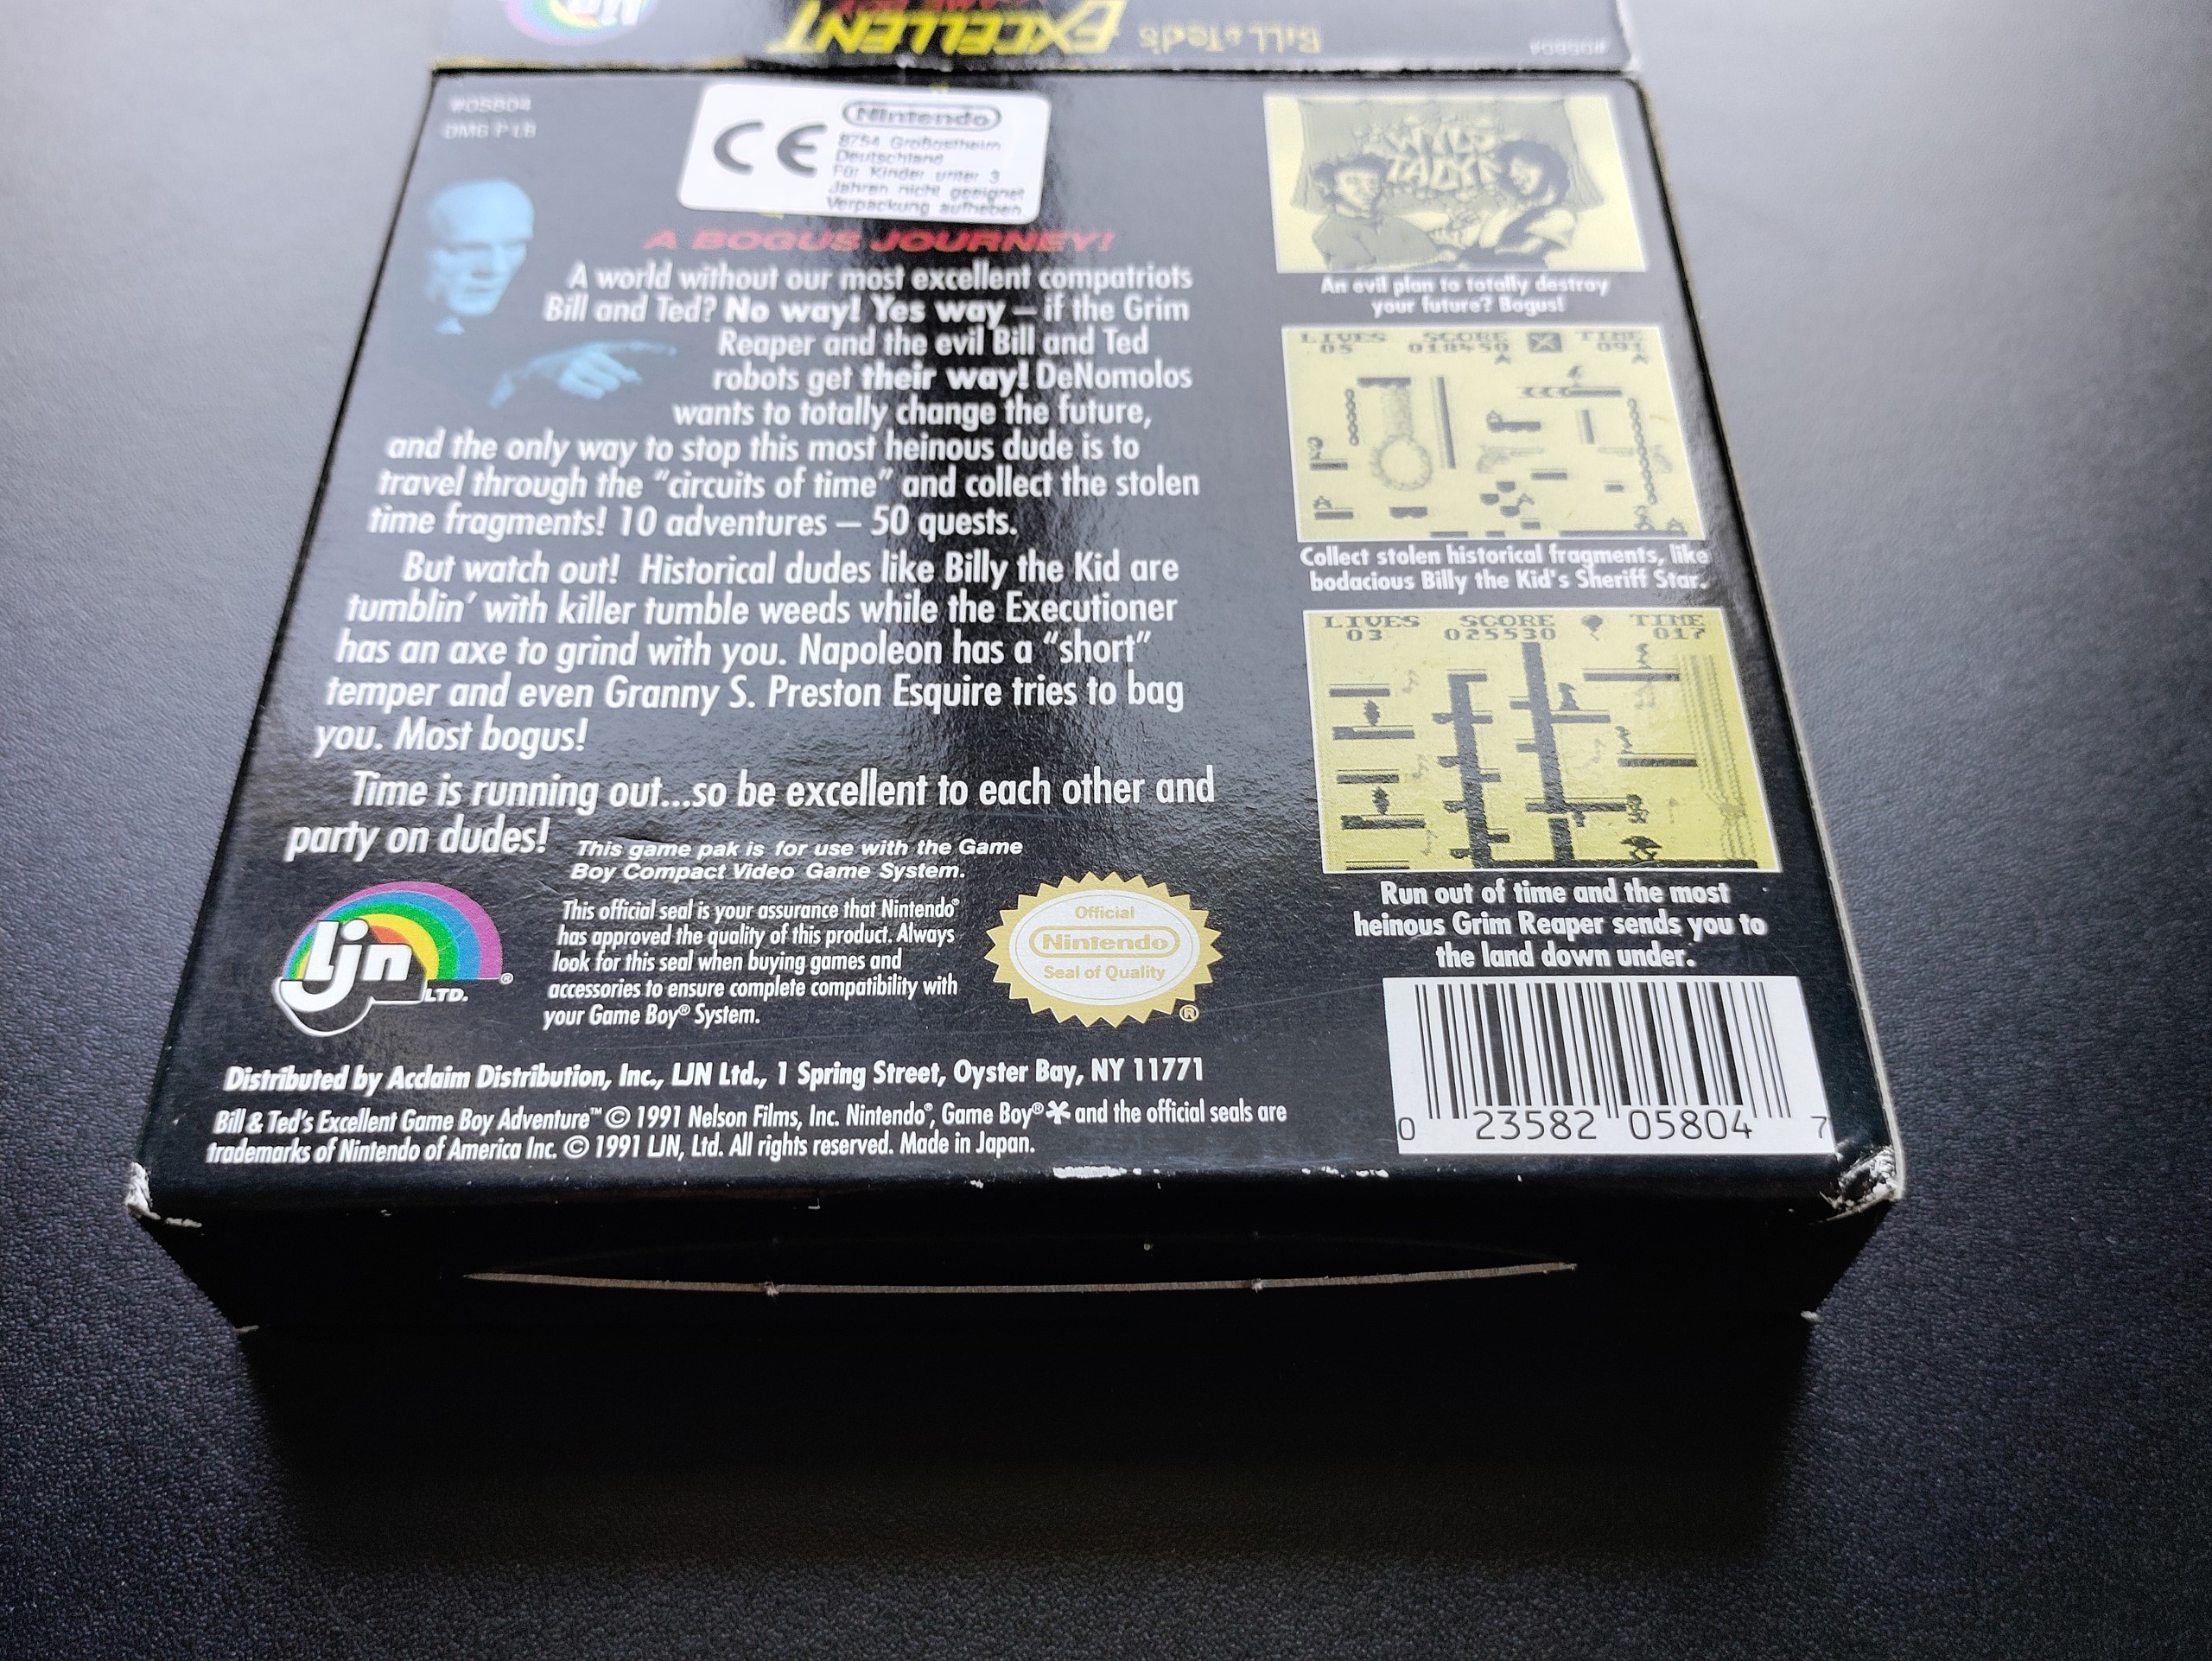 ljn
Bill & Ted's
EXCELLENT
GAME BOY
#05804
#05804
DMG P LB
CE
Nintendo
8754 Großostheim
Deutschland
Für Kinder unter 3
Jahren nicht geeignet
Verpackung aufheben
A BOGUS JOURNEY!
A world without our most excellent compatriots
Bill and Ted? No way! Yes way – if the Grim
Reaper and the evil Bill and Ted
robots get their way! DeNomolos
wants to totally change the future,
and the only way to stop this most heinous dude is to
travel through the “circuits of time” and collect the stolen
time fragments! 10 adventures – 50 quests.
But watch out! Historical dudes like Billy the Kid are
tumblin’ with killer tumble weeds while the Executioner
has an axe to grind with you. Napoleon has a “short”
temper and even Granny S. Preston Esquire tries to bag
you. Most bogus!
Time is running out...so be excellent to each other and
party on dudes!
This game pak is for use with the Game
Boy Compact Video Game System.
ljn LTD.®
This official seal is your assurance that Nintendo®
has approved the quality of this product. Always
look for this seal when buying games and
accessories to ensure complete compatibility with
your Game Boy® System.
Official
Nintendo
Seal of Quality
®
Distributed by Acclaim Distribution, Inc., LJN Ltd., 1 Spring Street, Oyster Bay, NY 11771
Bill & Ted's Excellent Game Boy Adventure™ © 1991 Nelson Films, Inc. Nintendo®, Game Boy®* and the official seals are
trademarks of Nintendo of America Inc. © 1991 LJN, Ltd. All rights reserved. Made in Japan.
WYLD
STALLYNS
An evil plan to totally destroy
your future? Bogus!
LIVES SCORE TIME
05 018450 091
Collect stolen historical fragments, like
bodacious Billy the Kid's Sheriff Star.
LIVES SCORE TIME
03 025530 017
Run out of time and the most
heinous Grim Reaper sends you to
the land down under.
0 23582 05804 7